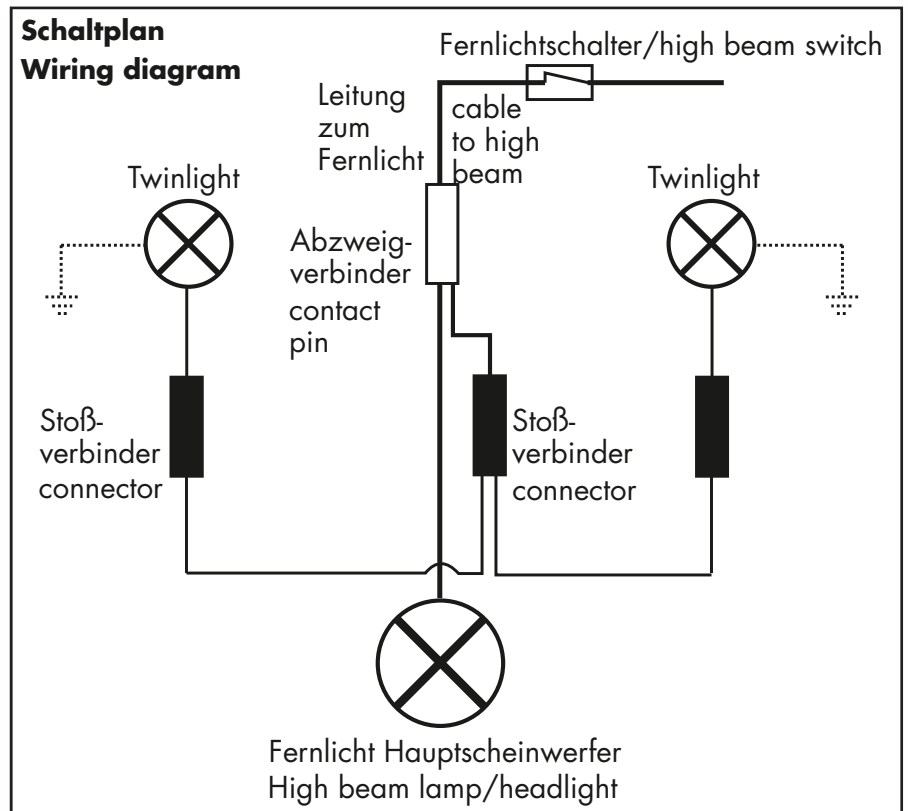 Schaltplan
Wiring diagram
Fernlichtschalter/high beam switch
Leitung
zum
Fernlicht
cable
to high
beam
Twinlight
Twinlight
Abzweig-
verbinder
contact
pin
Stoß-
verbinder
connector
Stoß-
verbinder
connector
Fernlicht Hauptscheinwerfer
High beam lamp/headlight